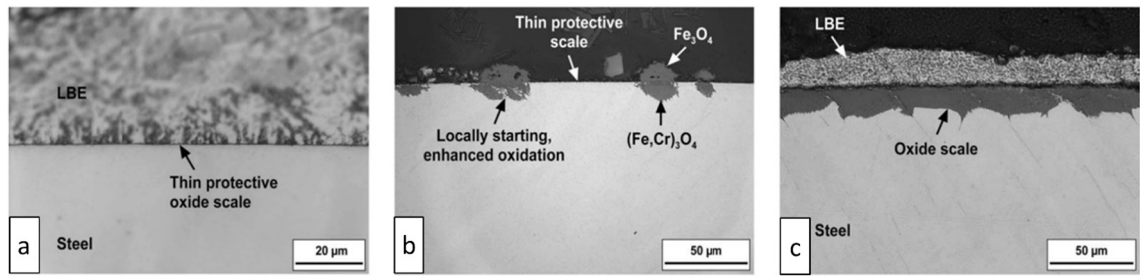 LBE
Thin protective
oxide scale
Steel
a
20 µm
Thin protective
scale
Fe₃O₄
Locally starting,
enhanced oxidation
(Fe,Cr)₃O₄
b
50 µm
LBE
Oxide scale
c
Steel
50 µm